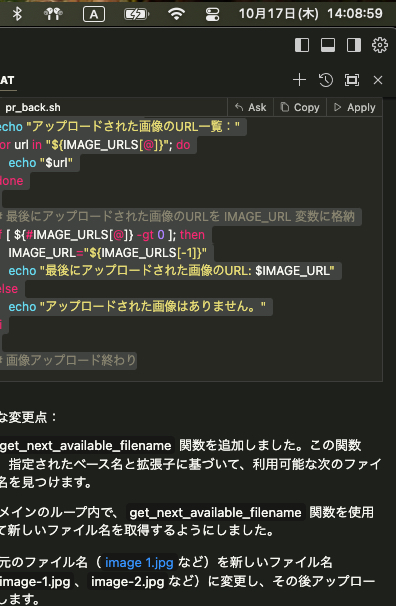 A 10月17日(木) 14:08:59
AT
pr_back.sh Ask Copy Apply
echo "アップロードされた画像のURL一覧："
or url in "${IMAGE_URLS[@]}"; do
echo "$url"
one
# 最後にアップロードされた画像のURLを IMAGE_URL 変数に格納
f [ ${#IMAGE_URLS[@]} -gt 0 ]; then
IMAGE_URL="${IMAGE_URLS[-1]}"
echo "最後にアップロードされた画像のURL: $IMAGE_URL"
else
echo "アップロードされた画像はありません。"
i
# 画像アップロード終わり
な変更点：
get_next_available_filename 関数を追加しました。この関数
、指定されたベース名と拡張子に基づいて、利用可能な次のファイ
名を見つけます。
メインのループ内で、 get_next_available_filename 関数を使用
て新しいファイル名を取得するようにしました。
元のファイル名（ image 1.jpg など）を新しいファイル名
image-1.jpg 、 image-2.jpg など）に変更し、その後アップロー
します。